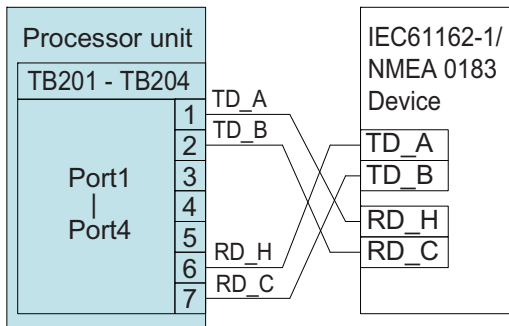 Processor unit
TB201 - TB204
1
2
3
4
5
6
7
Port1
Port4
TD_A
TD_B
RD_H
RD_C
IEC61162-1/
NMEA 0183
Device
TD_A
TD_B
RD_H
RD_C